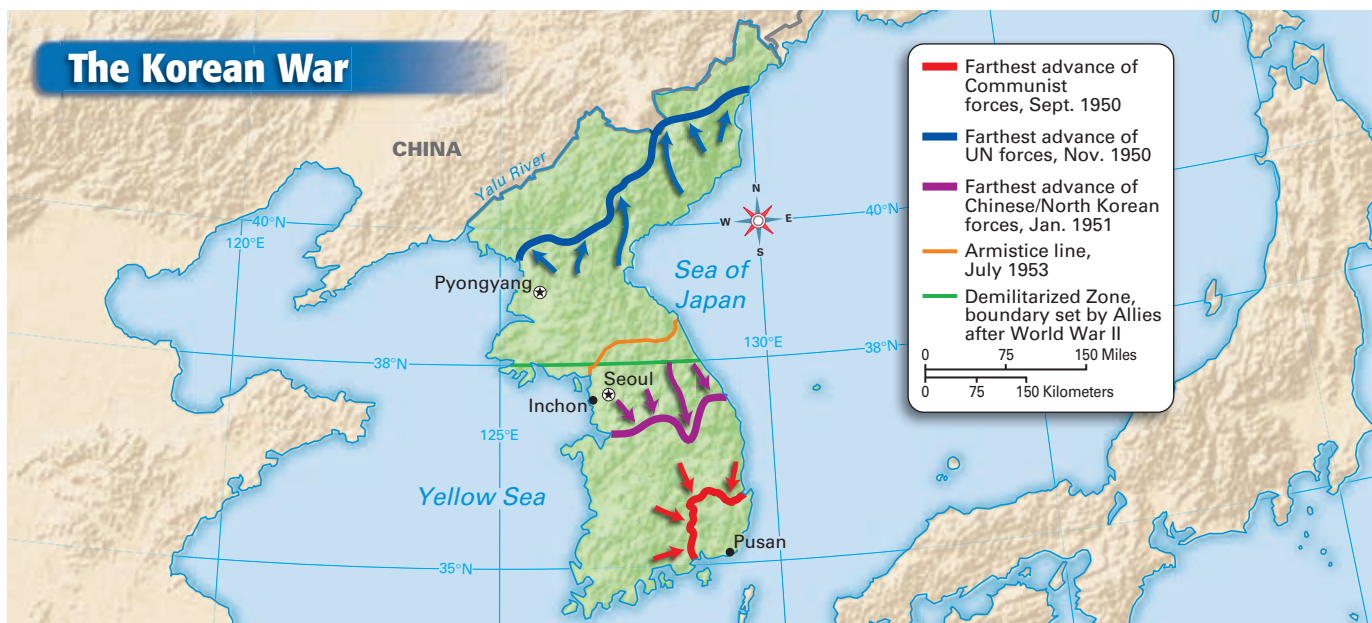 The Korean War
CHINA
Yalu River
40°N
120°E
Pyongyang
Sea of
Japan
N
W
E
S
40°N
130°E
38°N
38°N
Seoul
Inchon
125°E
Yellow Sea
Pusan
35°N
Farthest advance of
Communist
forces, Sept. 1950
Farthest advance of
UN forces, Nov. 1950
Farthest advance of
Chinese/North Korean
forces, Jan. 1951
Armistice line,
July 1953
Demilitarized Zone,
boundary set by Allies
after World War II
0 75 150 Miles
0 75 150 Kilometers